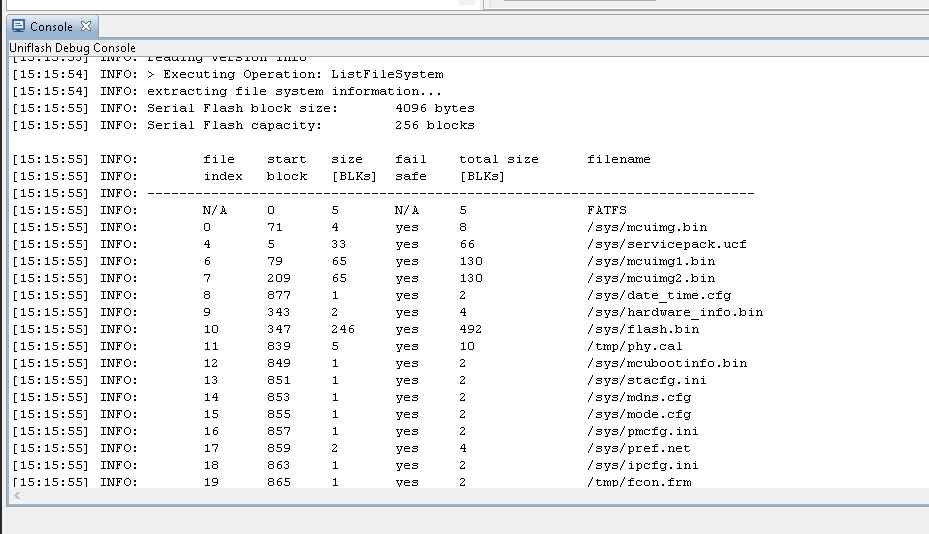 Console
Uniflash Debug Console
[15:15:53] INFO: reading version info
[15:15:54] INFO: > Executing Operation: ListFileSystem
[15:15:54] INFO: extracting file system information...
[15:15:55] INFO: Serial Flash block size: 4096 bytes
[15:15:55] INFO: Serial Flash capacity: 256 blocks
[15:15:55] INFO: file start size fail total size filename
[15:15:55] INFO: index block [BLKs] safe [BLKs]
[15:15:55] INFO: ----------------------------------------------------------------------------
[15:15:55] INFO: N/A 0 5 N/A 5 FATFS
[15:15:55] INFO: 0 71 4 yes 8 /sys/mcuimg.bin
[15:15:55] INFO: 4 5 33 yes 66 /sys/servicepack.ucf
[15:15:55] INFO: 6 79 65 yes 130 /sys/mcuimg1.bin
[15:15:55] INFO: 7 209 65 yes 130 /sys/mcuimg2.bin
[15:15:55] INFO: 8 877 1 yes 2 /sys/date_time.cfg
[15:15:55] INFO: 9 343 2 yes 4 /sys/hardware_info.bin
[15:15:55] INFO: 10 347 246 yes 492 /sys/flash.bin
[15:15:55] INFO: 11 839 5 yes 10 /tmp/phy.cal
[15:15:55] INFO: 12 849 1 yes 2 /sys/mcubootinfo.bin
[15:15:55] INFO: 13 851 1 yes 2 /sys/stacfg.ini
[15:15:55] INFO: 14 853 1 yes 2 /sys/mdns.cfg
[15:15:55] INFO: 15 855 1 yes 2 /sys/mode.cfg
[15:15:55] INFO: 16 857 1 yes 2 /sys/pmcfg.ini
[15:15:55] INFO: 17 859 2 yes 4 /sys/pref.net
[15:15:55] INFO: 18 863 1 yes 2 /sys/ipcfg.ini
[15:15:55] INFO: 19 865 1 yes 2 /tmp/fcon.frm